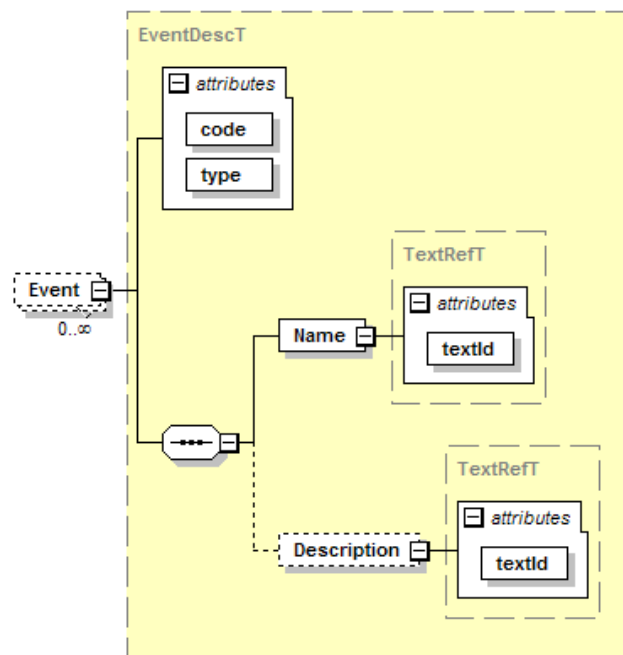 EventDescT
attributes
code
type
Event
0..∞
TextRefT
attributes
Name
textId
TextRefT
attributes
Description
textId